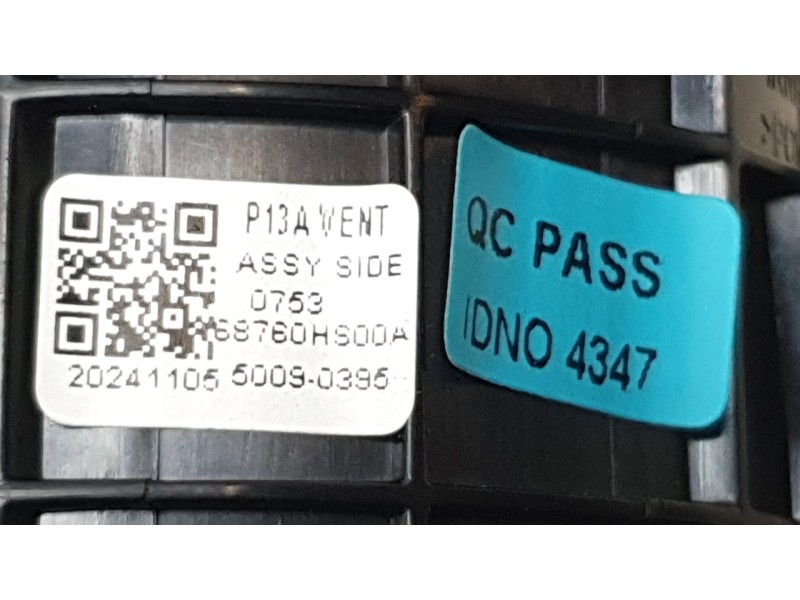 P13A VENT
ASSY SIDE
0753
68760HS00A
20241105 5009-0395
QC PASS
IDNO 4347